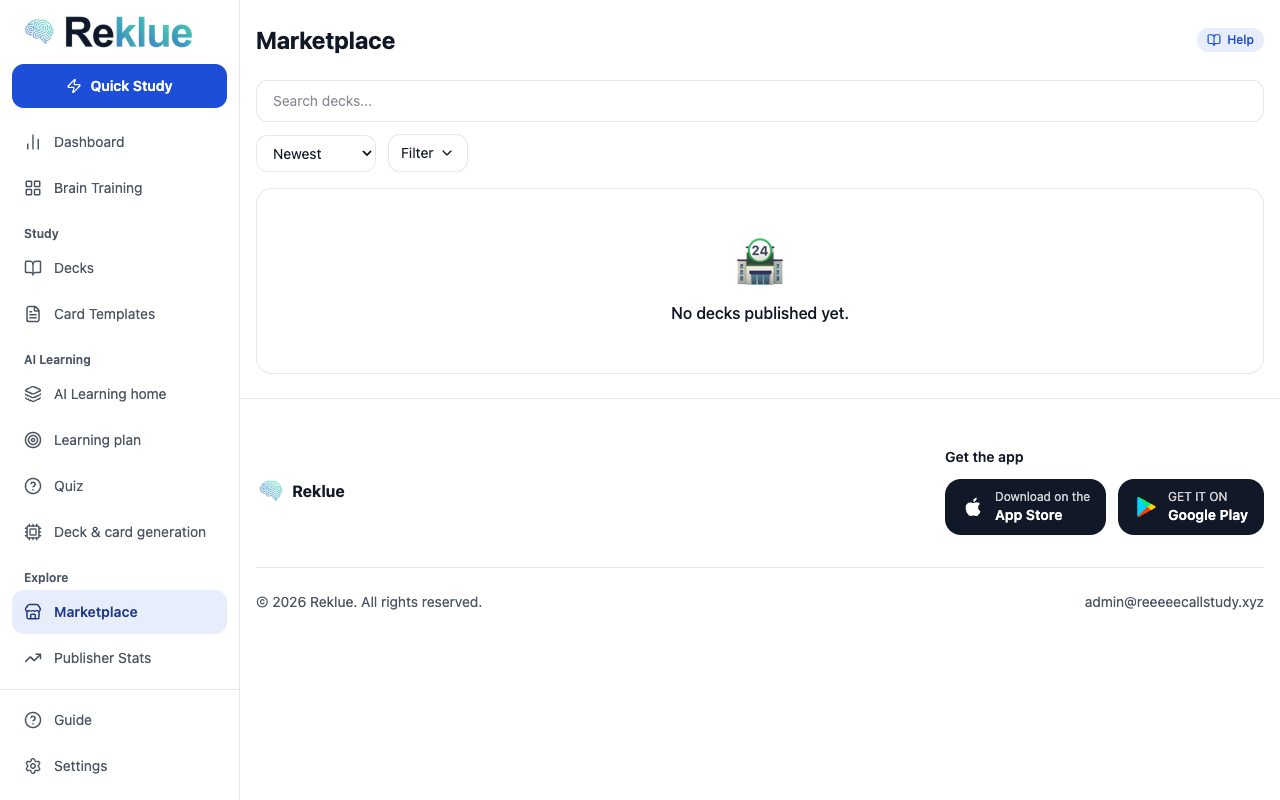 Reklue
Quick Study
Dashboard
Brain Training
Study
Decks
Card Templates
AI Learning
AI Learning home
Learning plan
Quiz
Deck & card generation
Explore
Marketplace
Publisher Stats
Guide
Settings
Marketplace
Help
Search decks...
Newest
Filter
24
No decks published yet.
Reklue
Get the app
Download on the
App Store
GET IT ON
Google Play
© 2026 Reklue. All rights reserved.
admin@reeeeecallstudy.xyz